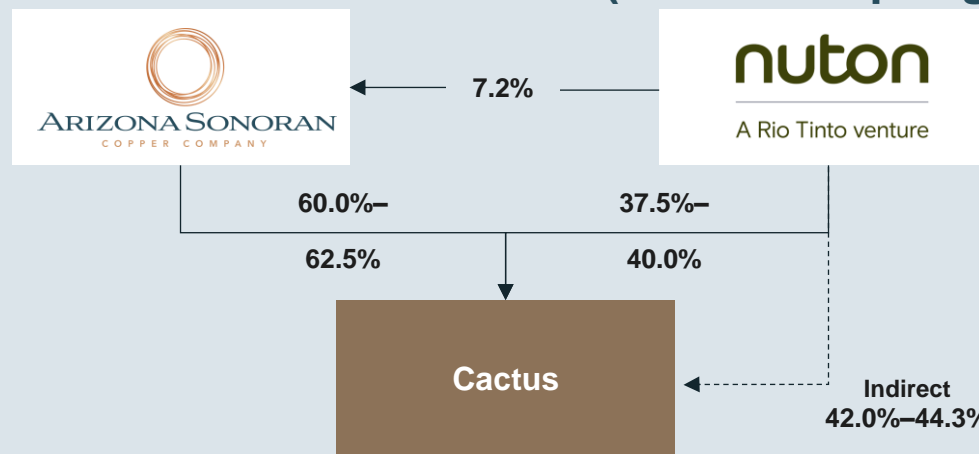 ARIZONA SONORAN
COPPER COMPANY
7.2%
nuton
A Rio Tinto venture
60.0%–
62.5%
37.5%–
40.0%
Cactus
Indirect
42.0%–44.3%